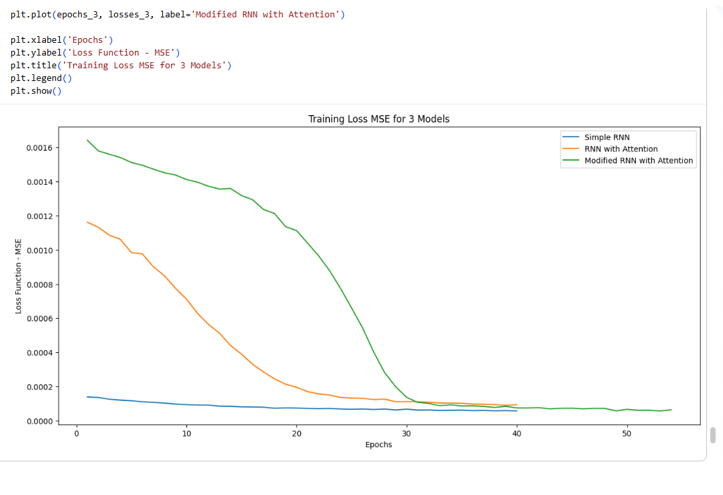 plt.plot(epochs_3, losses_3, label='Modified RNN with Attention')
plt.xlabel('Epochs')
plt.ylabel('Loss Function - MSE')
plt.title('Training Loss MSE for 3 Models')
plt.legend()
plt.show()
Training Loss MSE for 3 Models
Simple RNN
RNN with Attention
Modified RNN with Attention
Loss Function - MSE
0.0016
0.0014
0.0012
0.0010
0.0008
0.0006
0.0004
0.0002
0.0000
0 10 20 30 40 50
Epochs